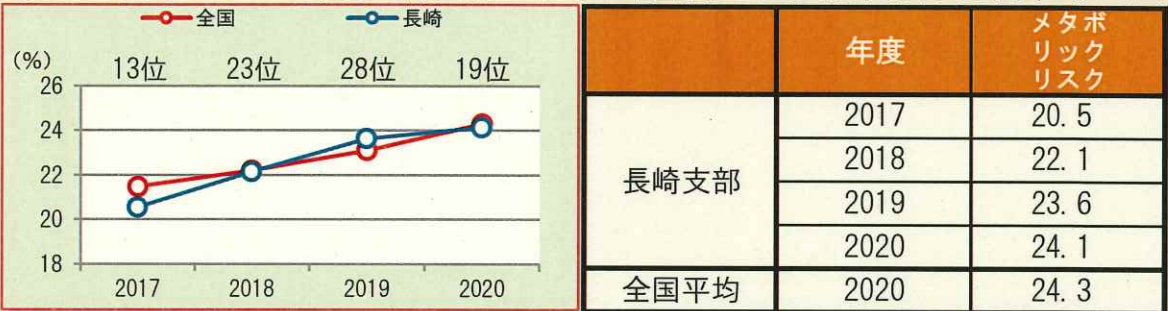 全国 長崎
(%) 13位 23位 28位 19位
26
24
22
20
18
2017 2018 2019 2020
年度 メタボ
リック
リスク
長崎支部 2017 20.5
2018 22.1
2019 23.6
2020 24.1
全国平均 2020 24.3